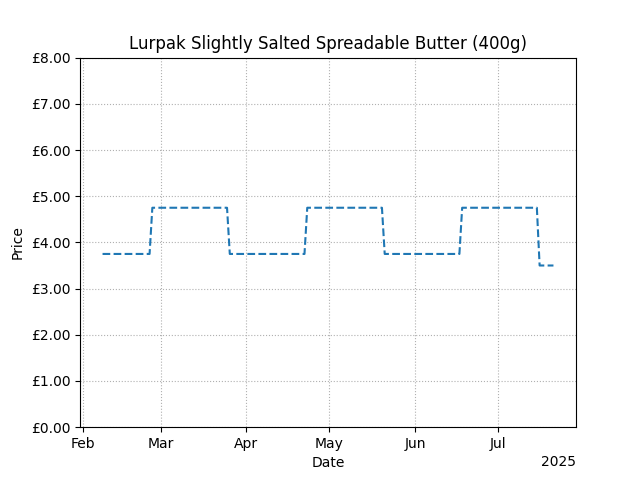 Lurpak Slightly Salted Spreadable Butter (400g)
£8.00
£7.00
£6.00
£5.00
£4.00
£3.00
£2.00
£1.00
£0.00
Price
Feb Mar Apr May Jun Jul
Date
2025